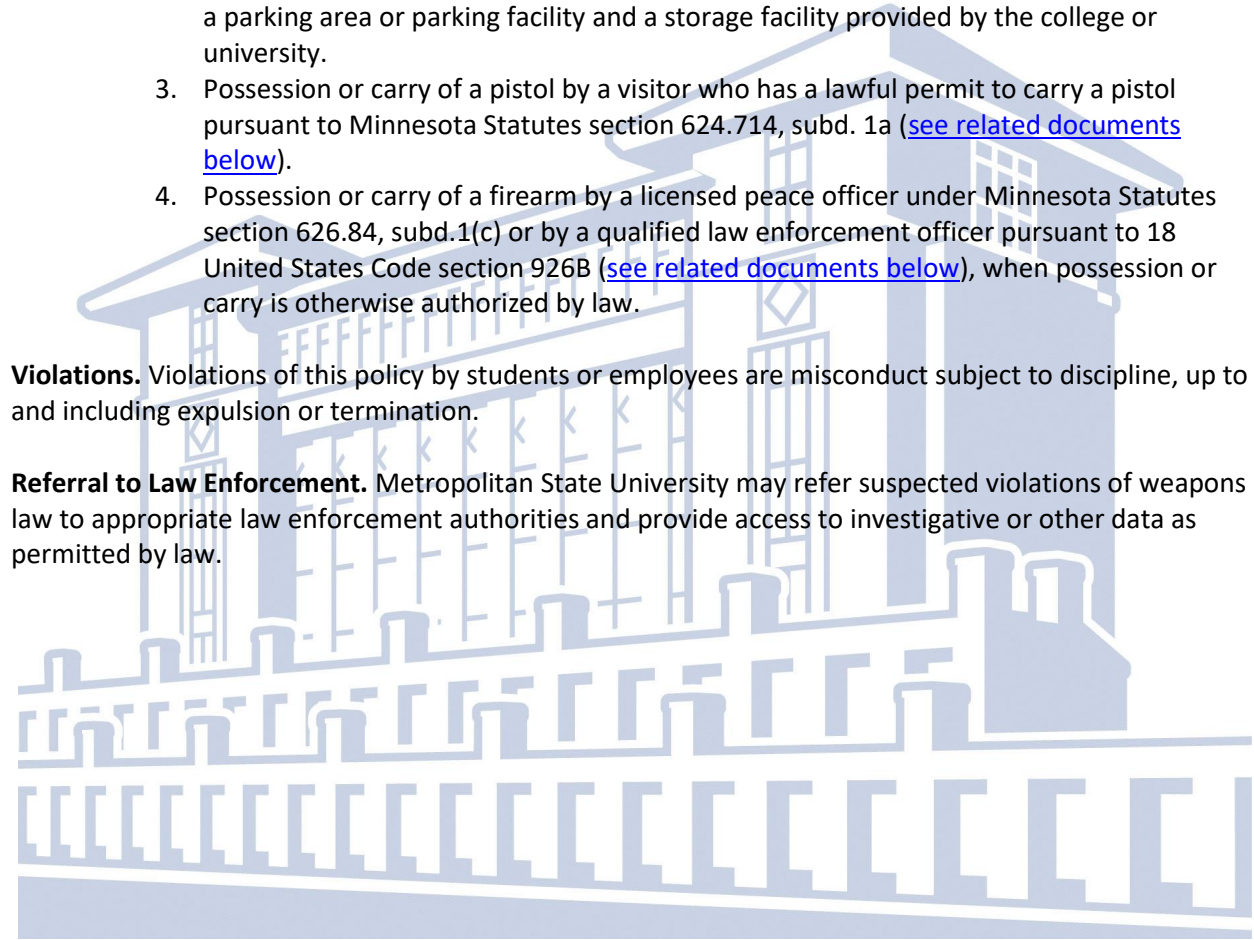 a parking area or parking facility and a storage facility provided by the college or
university.
3. Possession or carry of a pistol by a visitor who has a lawful permit to carry a pistol
pursuant to Minnesota Statutes section 624.714, subd. 1a (see related documents
below).
4. Possession or carry of a firearm by a licensed peace officer under Minnesota Statutes
section 626.84, subd.1(c) or by a qualified law enforcement officer pursuant to 18
United States Code section 926B (see related documents below), when possession or
carry is otherwise authorized by law.
Violations. Violations of this policy by students or employees are misconduct subject to discipline, up to
and including expulsion or termination.
Referral to Law Enforcement. Metropolitan State University may refer suspected violations of weapons
law to appropriate law enforcement authorities and provide access to investigative or other data as
permitted by law.